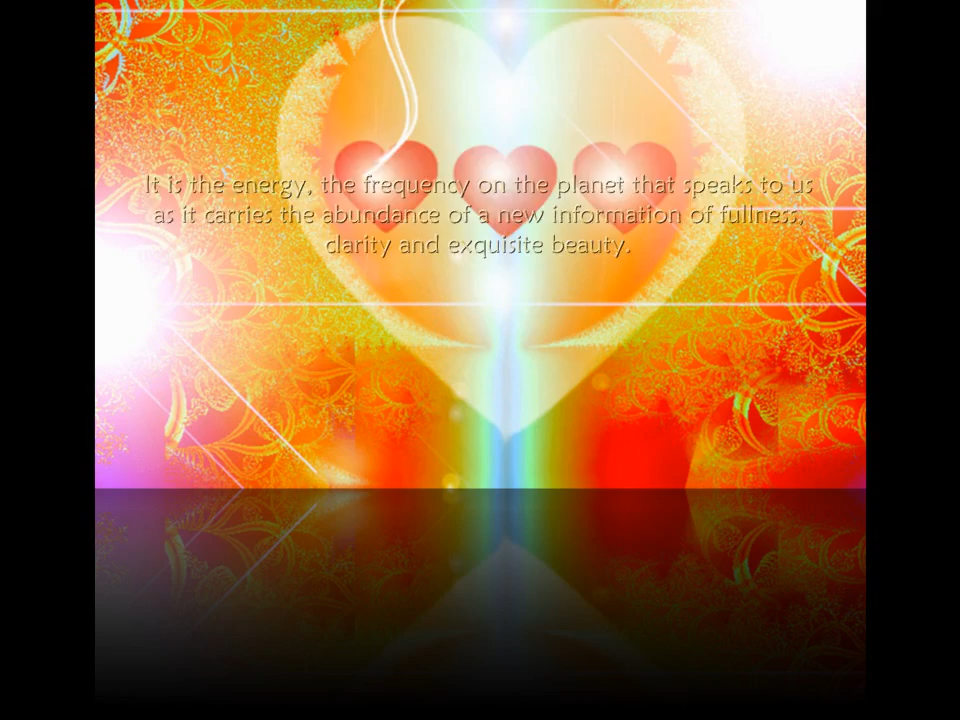 It is the energy, the frequency on the planet that speaks to us
as it carries the abundance of a new information of fullness,
clarity and exquisite beauty.